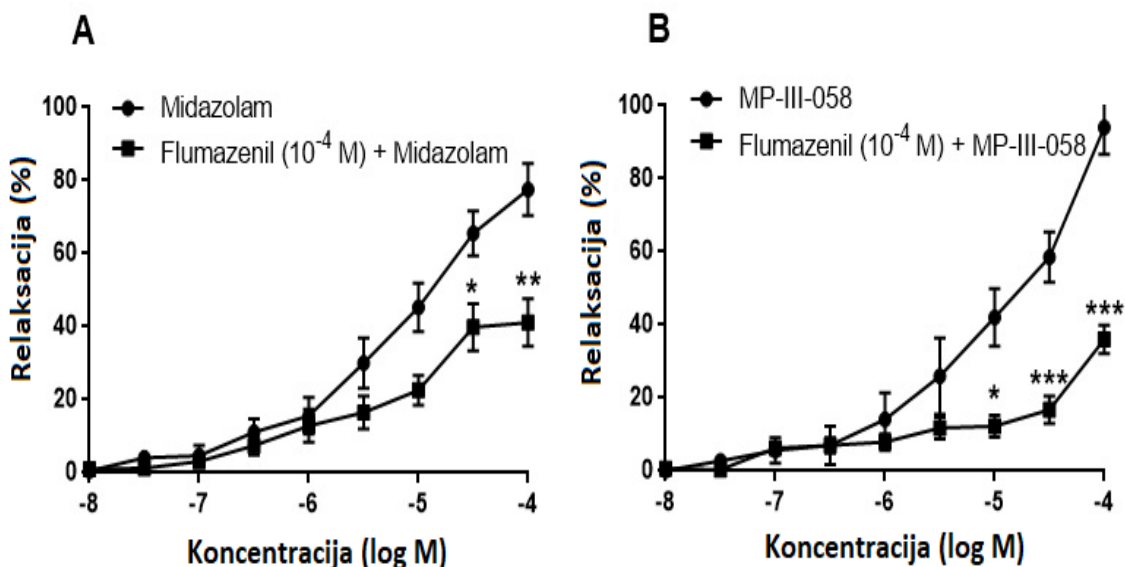 A
Midazolam
Flumazenil (10⁻⁴ M) + Midazolam
Relaksacija (%)
100
80
60
40
20
0
*
**
-8
-7
-6
-5
-4
Koncentracija (log M)
B
MP-III-058
Flumazenil (10⁻⁴ M) + MP-III-058
Relaksacija (%)
100
80
60
40
20
0
*
***
***
-8
-7
-6
-5
-4
Koncentracija (log M)